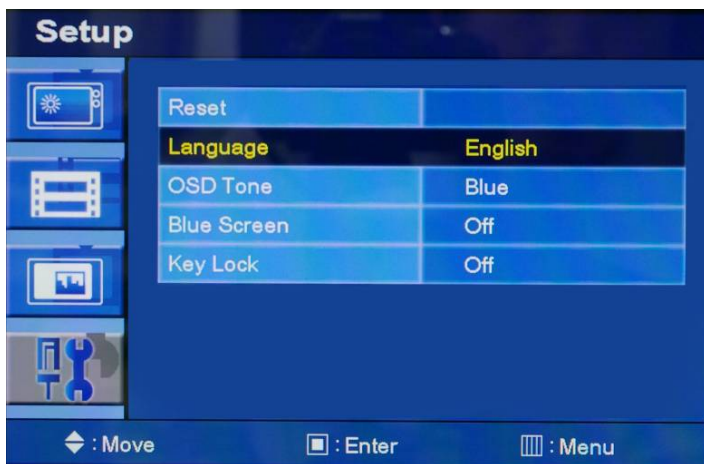 Setup
Reset
Language English
OSD Tone Blue
Blue Screen Off
Key Lock Off
: Move : Enter : Menu